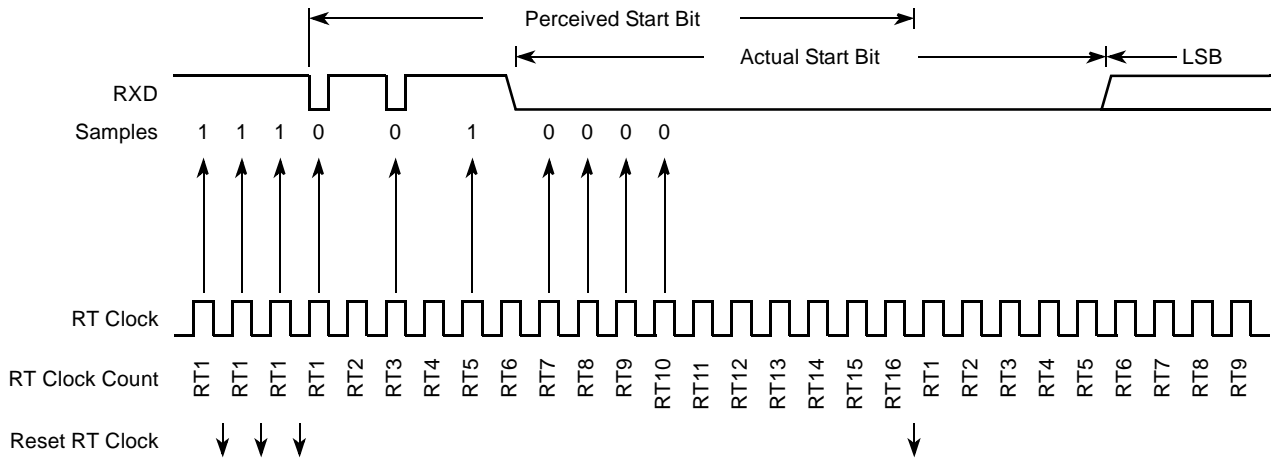 Perceived Start Bit
Actual Start Bit
LSB
RXD
Samples 1 1 1 0 0 1 0 0 0 0
RT Clock
RT Clock Count RT1 RT1 RT1 RT1 RT2 RT3 RT4 RT5 RT6 RT7 RT8 RT9 RT10 RT11 RT12 RT13 RT14 RT15 RT16 RT1 RT2 RT3 RT4 RT5 RT6 RT7 RT8 RT9
Reset RT Clock